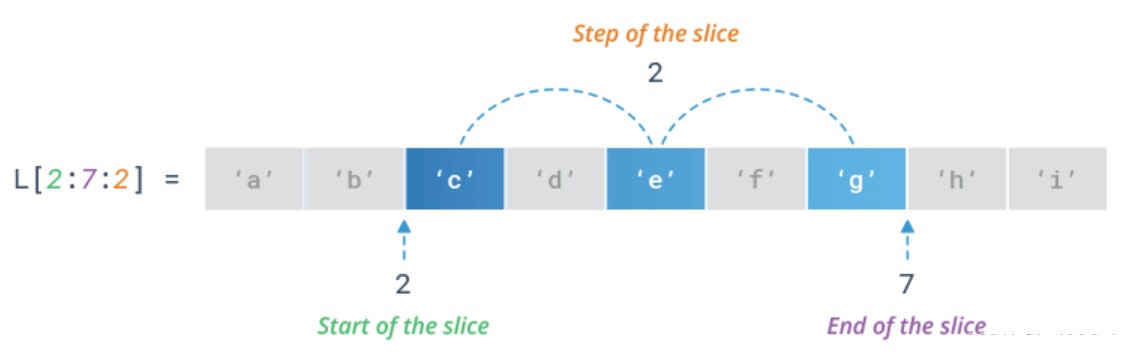 Step of the slice
2
L[2:7:2] = ‘a’ ‘b’ ‘c’ ‘d’ ‘e’ ‘f’ ‘g’ ‘h’ ‘i’
2 7
Start of the slice End of the slice